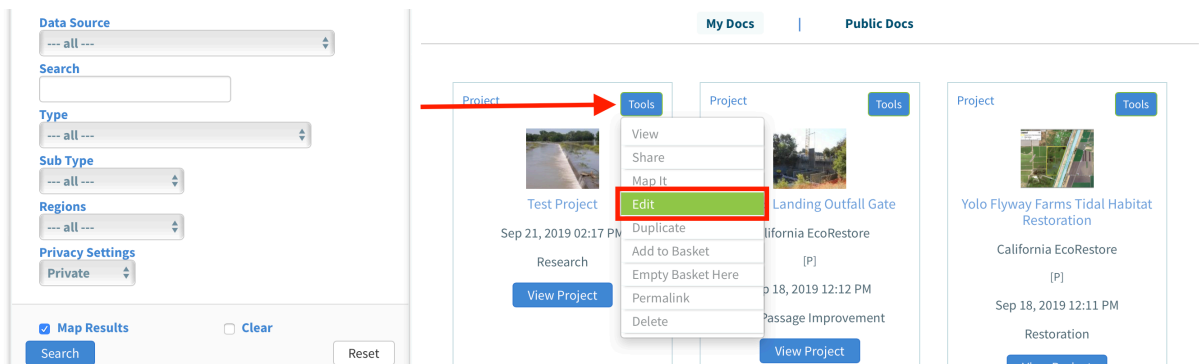 Data Source
--- all ---
Search
Type
--- all ---
Sub Type
--- all ---
Regions
--- all ---
Privacy Settings
Private
Map Results
Clear
Search
Reset
My Docs | Public Docs
Project
Tools
Test Project
Sep 21, 2019 02:17 PM
Research
View Project
View
Share
Map It
Edit
Duplicate
Add to Basket
Empty Basket Here
Permalink
Delete
Project
Tools
Landing Outfall Gate
lifornia EcoRestore
[P]
p 18, 2019 12:12 PM
Passage Improvement
View Project
Project
Tools
Yolo Flyway Farms Tidal Habitat
Restoration
California EcoRestore
[P]
Sep 18, 2019 12:11 PM
Restoration
View Project